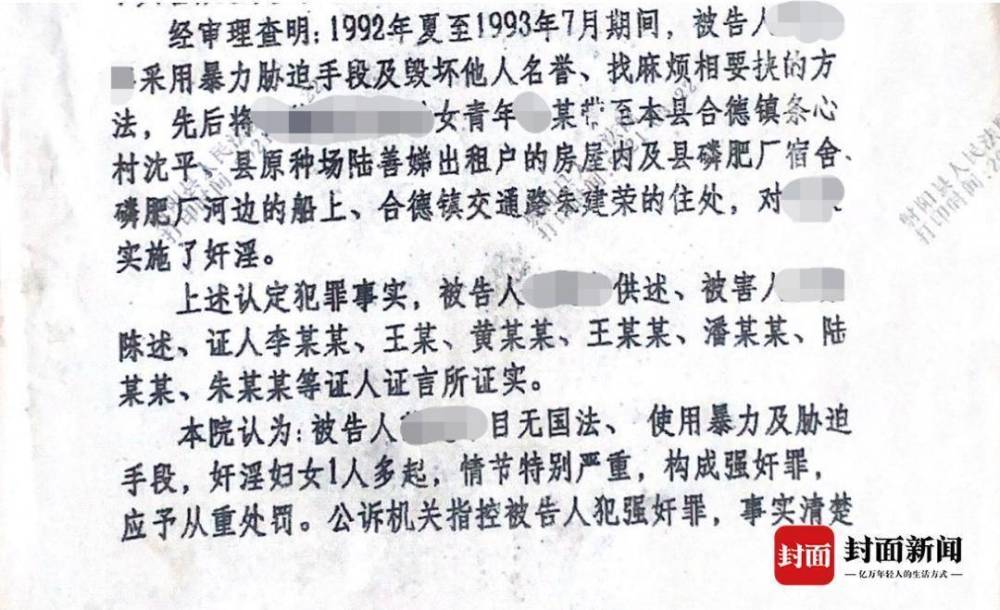 经审理查明:1992年夏至1993年7月期间,被告人
采用暴力胁迫手段及毁坏他人名誉、找麻烦相要挟的方
法,先后将 女青年 某带至本县合德镇条心
村沈平、县原种场陆善娣出租户的房屋内及县磷肥厂宿舍、
磷肥厂河边的船上、合德镇交通路朱建荣的住处,对
实施了奸淫。
上述认定犯罪事实,被告人 供述、被害人
陈述、证人李某某、王某、黄某某、王某某、潘某某、陆
某某、朱某某等证人证言所证实。
本院认为:被告人 目无国法、使用暴力及胁迫
手段,奸淫妇女1人多起,情节特别严重,构成强奸罪,
应予从重处罚。公诉机关指控被告人犯强奸罪,事实清楚
射阳县人民法
打印时间:2
封面
封面新闻
亿万年轻人的生活方式